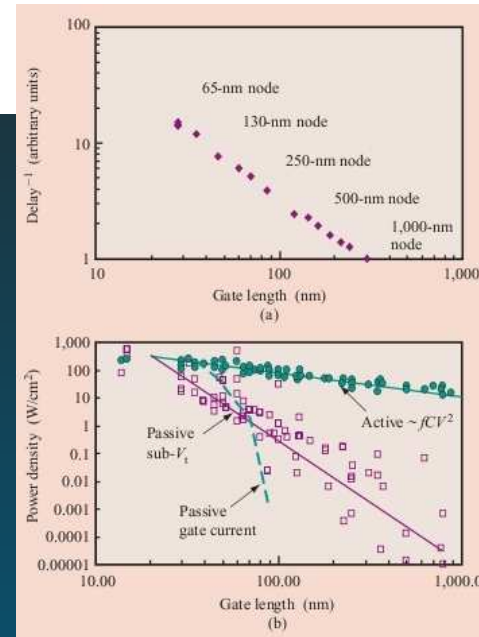 100
65-nm node
130-nm node
10
250-nm node
500-nm node
1,000-nm
node
1
Delay⁻¹ (arbitrary units)
10
100
1,000
Gate length (nm)
(a)
1,000
100
10
1
0.1
0.01
0.001
0.0001
0.00001
Power density (W/cm²)
Active ~ fCV²
Passive
sub-Vt
Passive
gate current
10.00
100.00
1,000.0
Gate length (nm)
(b)